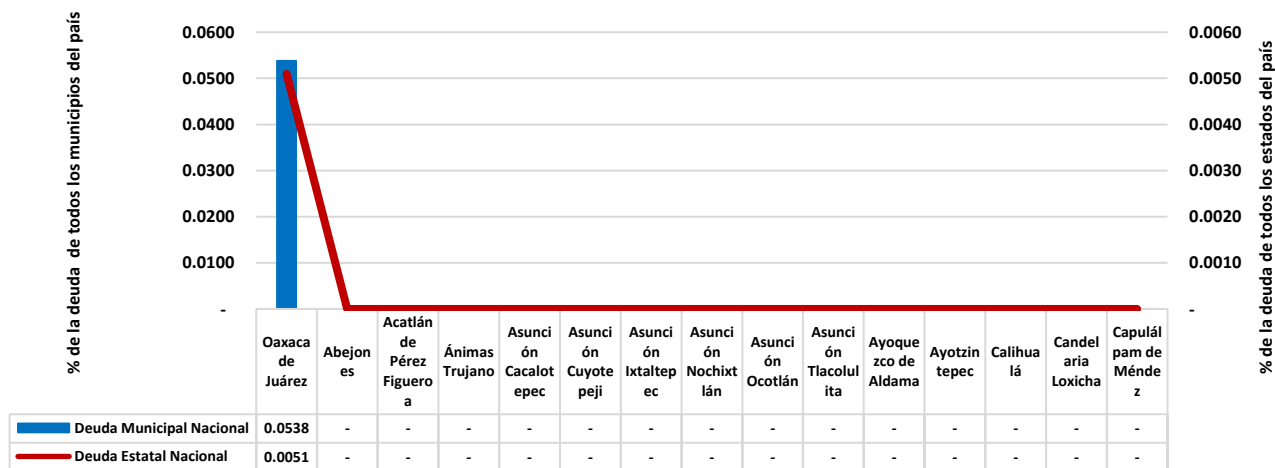 % de la deuda  de todos los municipios del país
0.0600
0.0500
0.0400
0.0300
0.0200
0.0100
-
0.0060
0.0050
0.0040
0.0030
0.0020
0.0010
-
% de la deuda de todos los estados del país
Oaxaca
de
Juárez
Abejon
es
Acatlán
de
Pérez
Figuero
a
Ánimas
Trujano
Asunci
ón
Cacalot
epec
Asunci
ón
Cuyote
peji
Asunci
ón
Ixtaltep
ec
Asunci
ón
Nochixt
lán
Asunci
ón
Ocotlán
Asunci
ón
Tlacolul
ita
Ayoque
zco de
Aldama
Ayotzin
tepec
Calihua
lá
Candel
aria
Loxicha
Capulál
pam de
Ménde
z
Deuda Municipal Nacional 0.0538 - - - - - - - - - - - - - -
Deuda Estatal Nacional 0.0051 - - - - - - - - - - - - - -